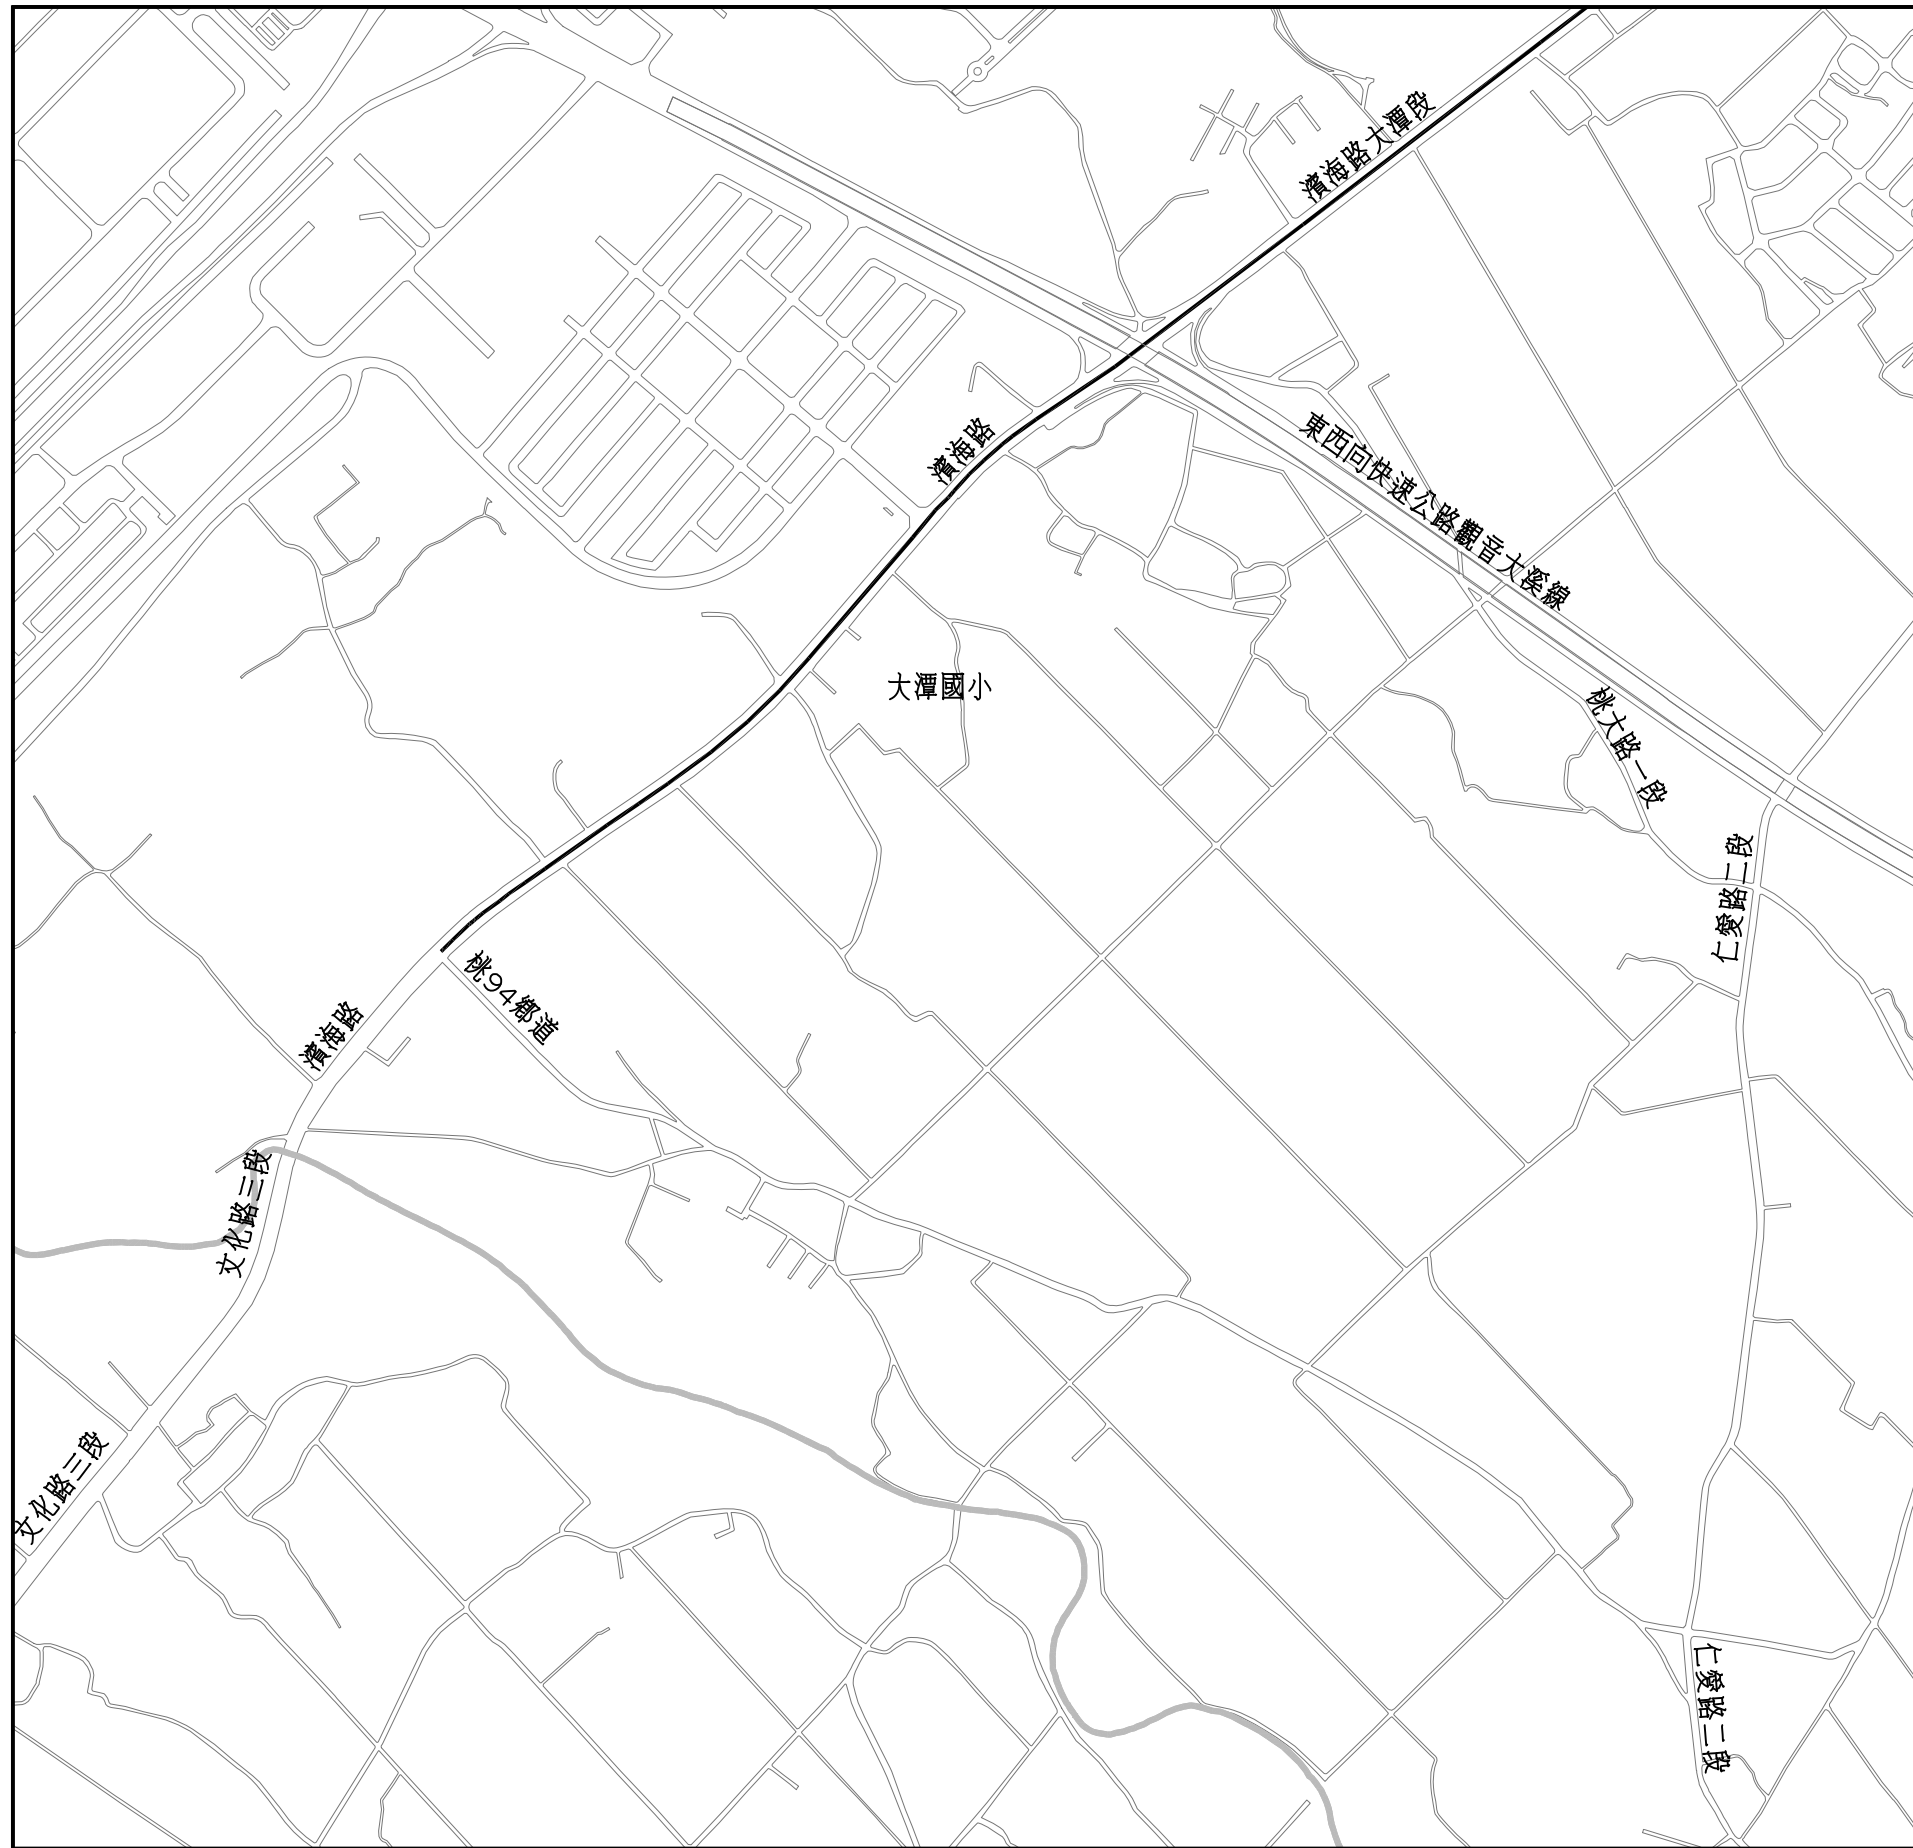 濱海路大潭段
濱海路
東西向快速公路觀音大溪線
大潭國小
桃大路一段
仁愛路二段
桃94鄉道
濱海路
文化路三段
文化路三段
仁愛路二段